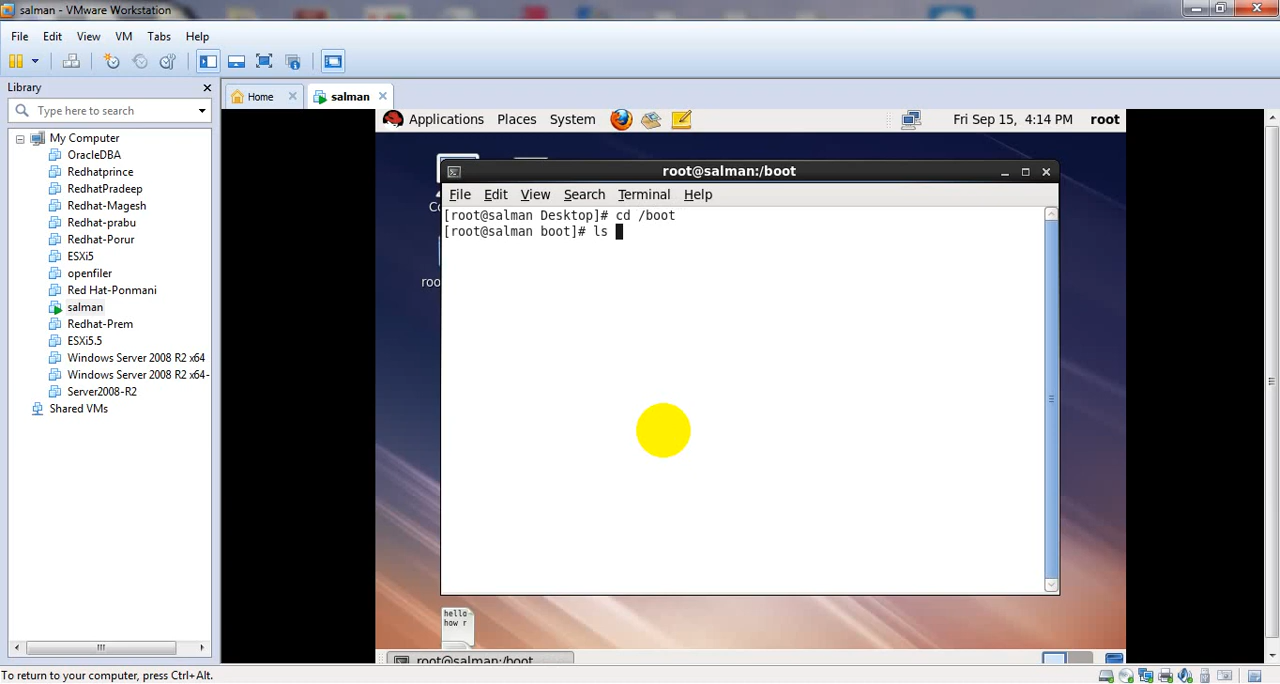 salman - VMware Workstation
File Edit View VM Tabs Help
Library
Type here to search
My Computer
OracleDBA
Redhatprince
RedhatPradeep
Redhat-Magesh
Redhat-prabu
Redhat-Porur
ESXi5
openfiler
Red Hat-Ponmani
salman
Redhat-Prem
ESXi5.5
Windows Server 2008 R2 x64
Windows Server 2008 R2 x64-
Server2008-R2
Shared VMs
Home salman
Applications Places System Fri Sep 15, 4:14 PM root
root@salman:/boot
File Edit View Search Terminal Help
[root@salman Desktop]# cd /boot
[root@salman boot]# ls
hello
how r
root@salman:/boot
To return to your computer, press Ctrl+Alt.